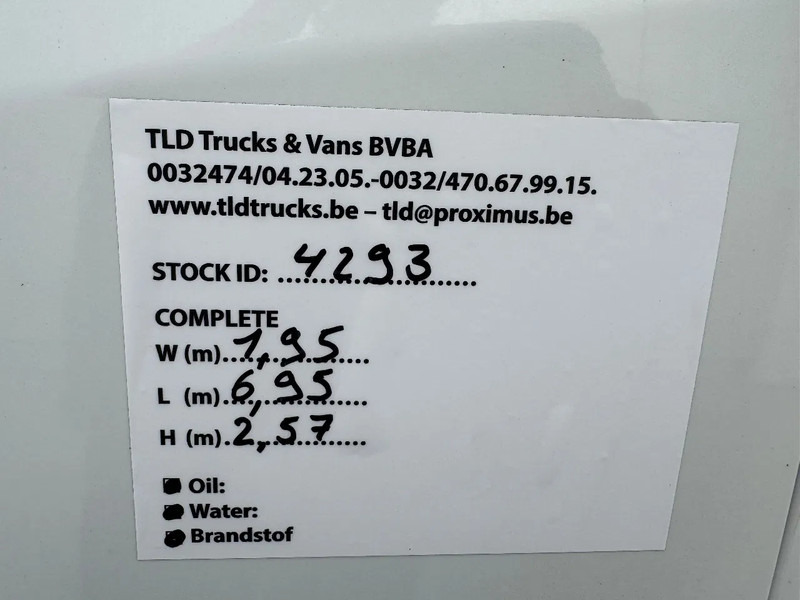 TLD Trucks & Vans BVBA
0032474/04.23.05.-0032/470.67.99.15.
www.tldtrucks.be – tld@proximus.be
STOCK ID: 4293
COMPLETE
W (m) 1,95
L (m) 6,95
H (m) 2,57
Oil:
Water:
Brandstof